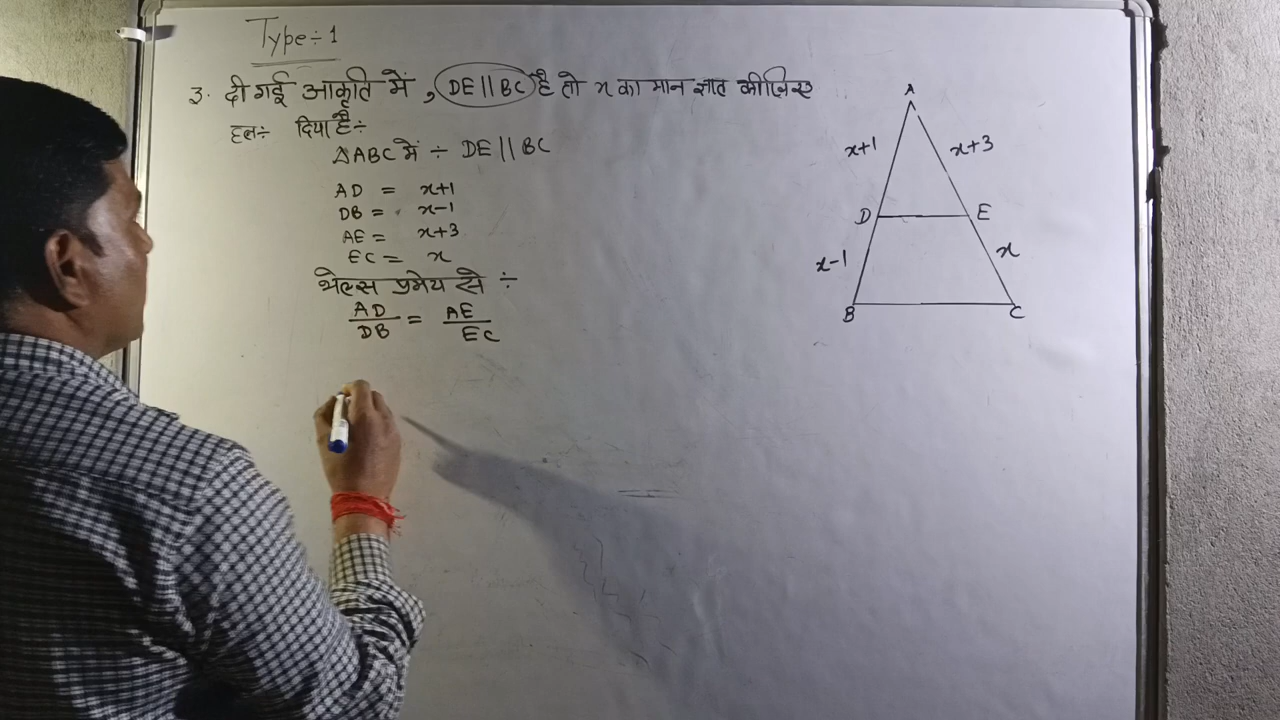 Type÷1
3. दी गई आकृति में, DE||BC है तो x का मान ज्ञात कीजिए
हल÷ दिया है÷
△ABC में ÷ DE||BC
AD = x+1
DB = x-1
AE = x+3
EC = x
थेल्स प्रमेय से ÷
AD/DB = AE/EC
A
x+1
x+3
D
E
x-1
x
B
C